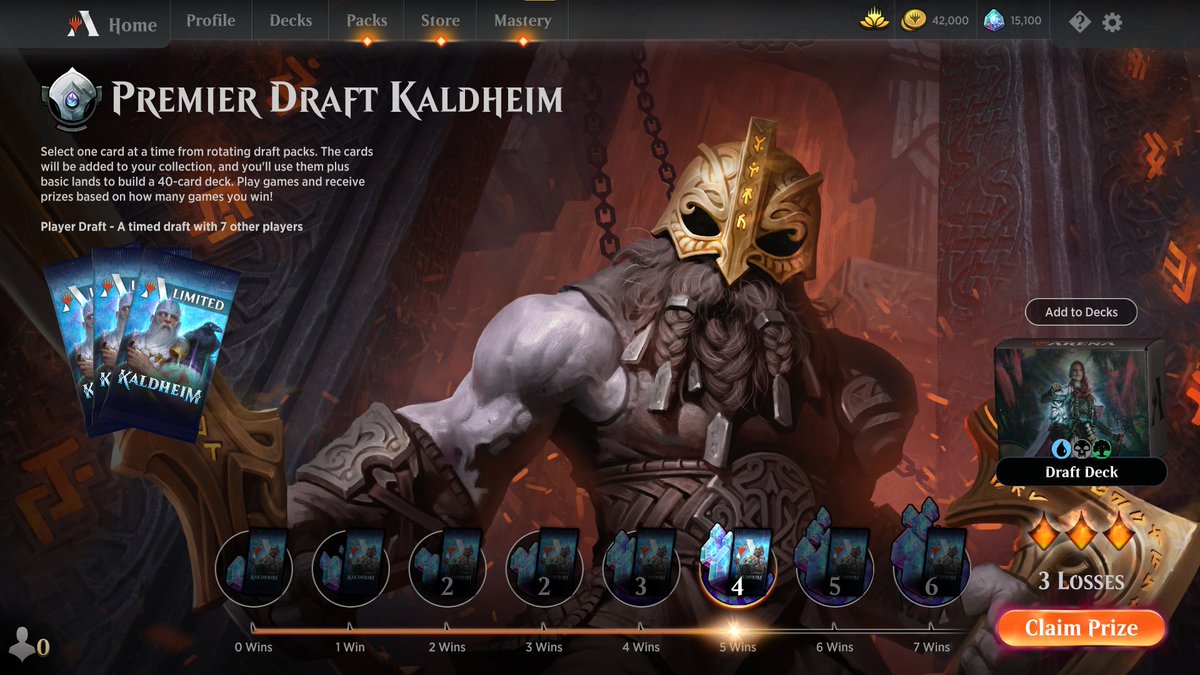 Home
Profile
Decks
Packs
Store
Mastery
42,000
15,100
?
PREMIER DRAFT KALDHEIM
Select one card at a time from rotating draft packs. The cards
will be added to your collection, and you'll use them plus
basic lands to build a 40-card deck. Play games and receive
prizes based on how many games you win!
Player Draft - A timed draft with 7 other players
LIMITED
KALDHEIM
Add to Decks
ARENA
Draft Deck
2
2
3
4
5
6
3 LOSSES
Claim Prize
0 Wins
1 Win
2 Wins
3 Wins
4 Wins
5 Wins
6 Wins
7 Wins
0